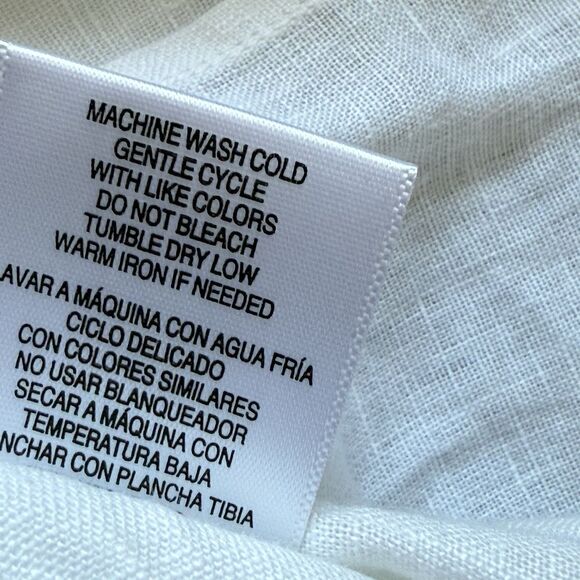 MACHINE WASH COLD
GENTLE CYCLE
WITH LIKE COLORS
DO NOT BLEACH
TUMBLE DRY LOW
WARM IRON IF NEEDED
AVAR A MÁQUINA CON AGUA FRÍA
CICLO DELICADO
CON COLORES SIMILARES
NO USAR BLANQUEADOR
SECAR A MÁQUINA CON
TEMPERATURA BAJA
NCHAR CON PLANCHA TIBIA